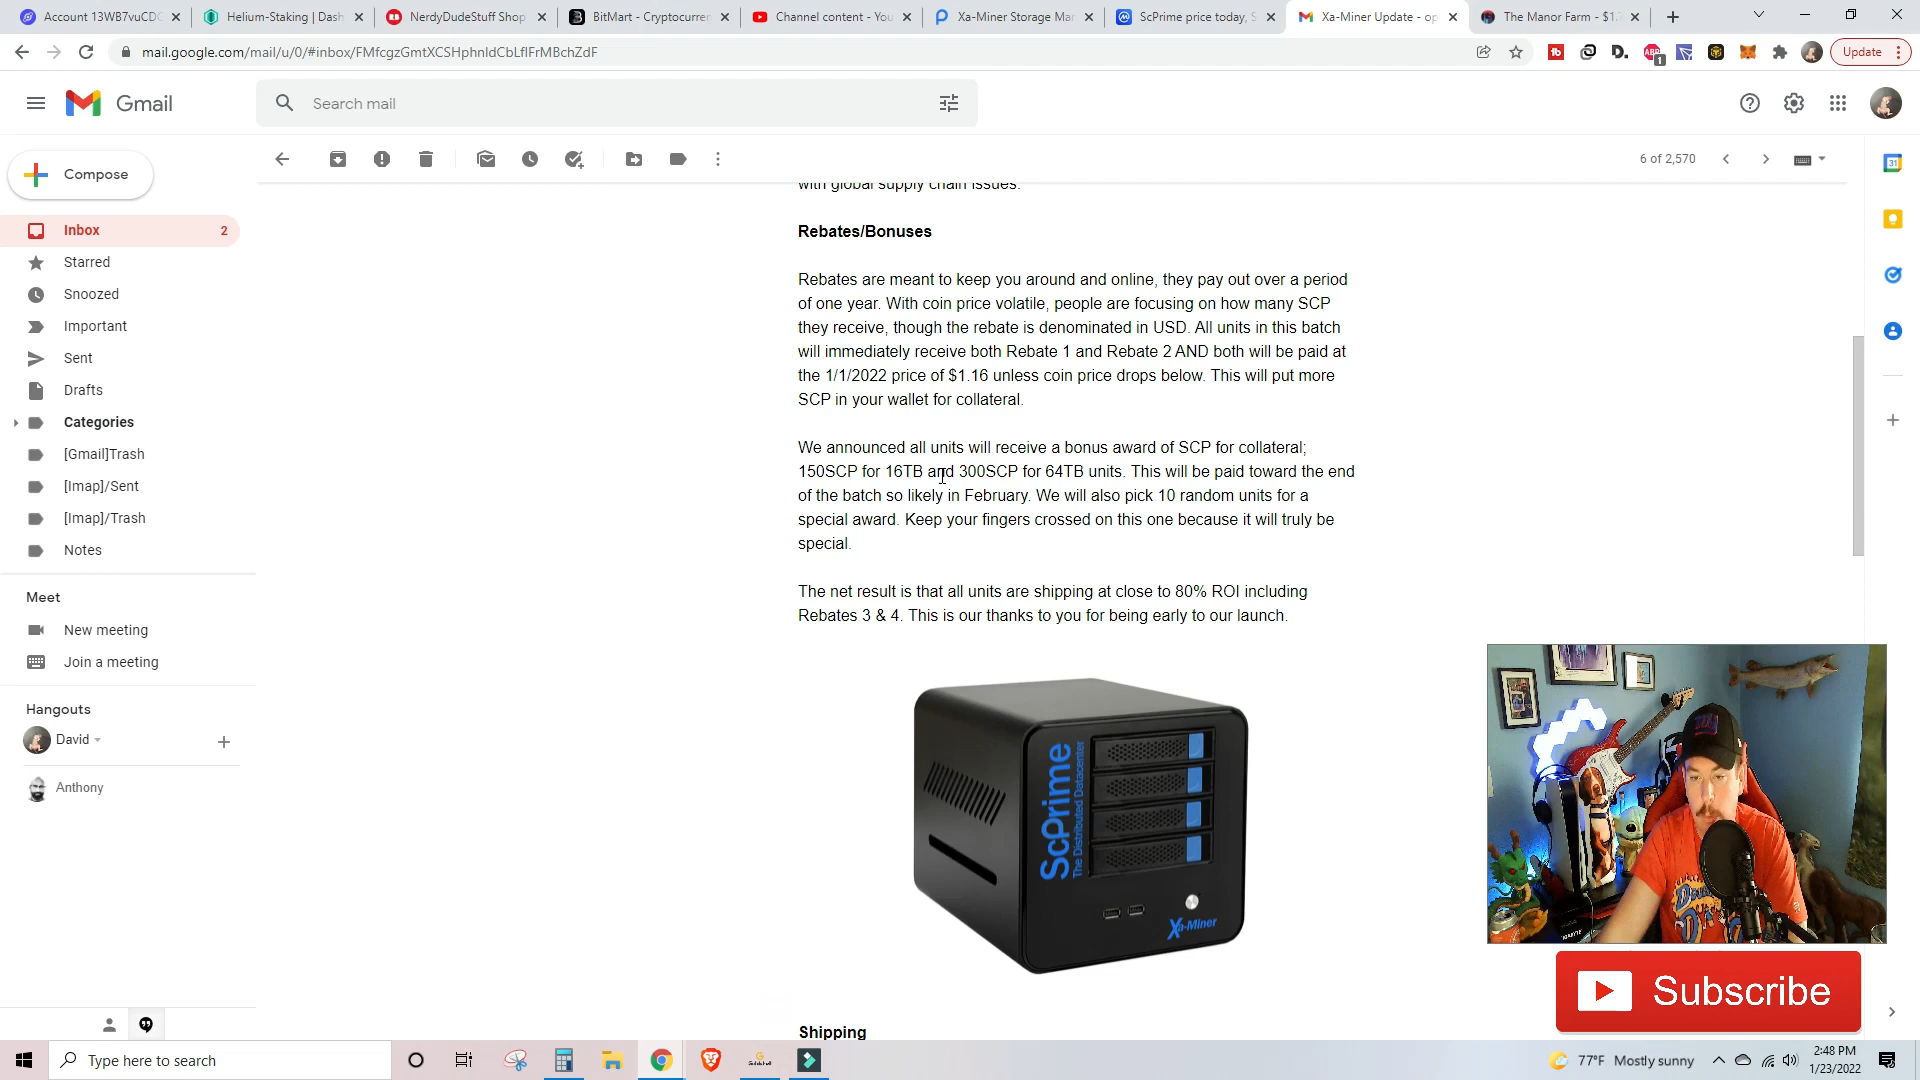 Account 13WB7vuCDC
Helium-Staking | Dash
NerdyDudeStuff Shop
BitMart - Cryptocurren
Channel content - You
Xa-Miner Storage Mar
ScPrime price today, S
Xa-Miner Update - op
The Manor Farm - $1.
mail.google.com/mail/u/0/#inbox/FMfcgzGmtXCSHphnldCbLflFrMBchZdF
Update
Gmail
Search mail
Compose
6 of 2,570
Inbox 2
Starred
Snoozed
Important
Sent
Drafts
Categories
[Gmail]Trash
[Imap]/Sent
[Imap]/Trash
Notes
Meet
New meeting
Join a meeting
Hangouts
David
Anthony
with global supply chain issues.
Rebates/Bonuses
Rebates are meant to keep you around and online, they pay out over a period
of one year. With coin price volatile, people are focusing on how many SCP
they receive, though the rebate is denominated in USD. All units in this batch
will immediately receive both Rebate 1 and Rebate 2 AND both will be paid at
the 1/1/2022 price of $1.16 unless coin price drops below. This will put more
SCP in your wallet for collateral.
We announced all units will receive a bonus award of SCP for collateral;
150SCP for 16TB and 300SCP for 64TB units. This will be paid toward the end
of the batch so likely in February. We will also pick 10 random units for a
special award. Keep your fingers crossed on this one because it will truly be
special.
The net result is that all units are shipping at close to 80% ROI including
Rebates 3 & 4. This is our thanks to you for being early to our launch.
ScPrime
The Distributed Datacenter
Xa-Miner
Shipping
Subscribe
Type here to search
77°F Mostly sunny
2:48 PM
1/23/2022